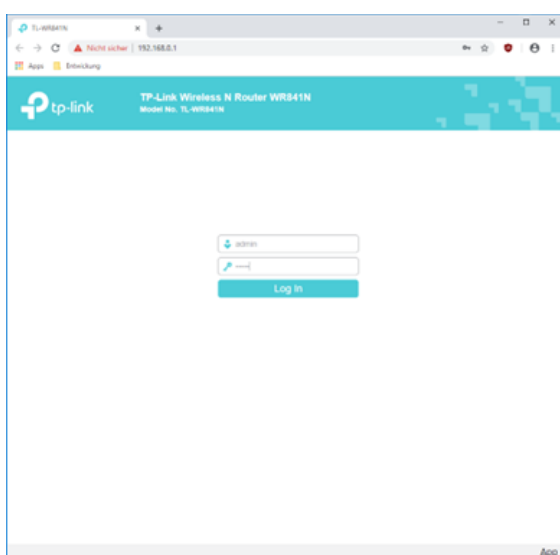 TL-WR841N
Nicht sicher | 192.168.0.1
Apps Entwicklung
tp-link
TP-Link Wireless N Router WR841N
Model No. TL-WR841N
admin
Log In
App